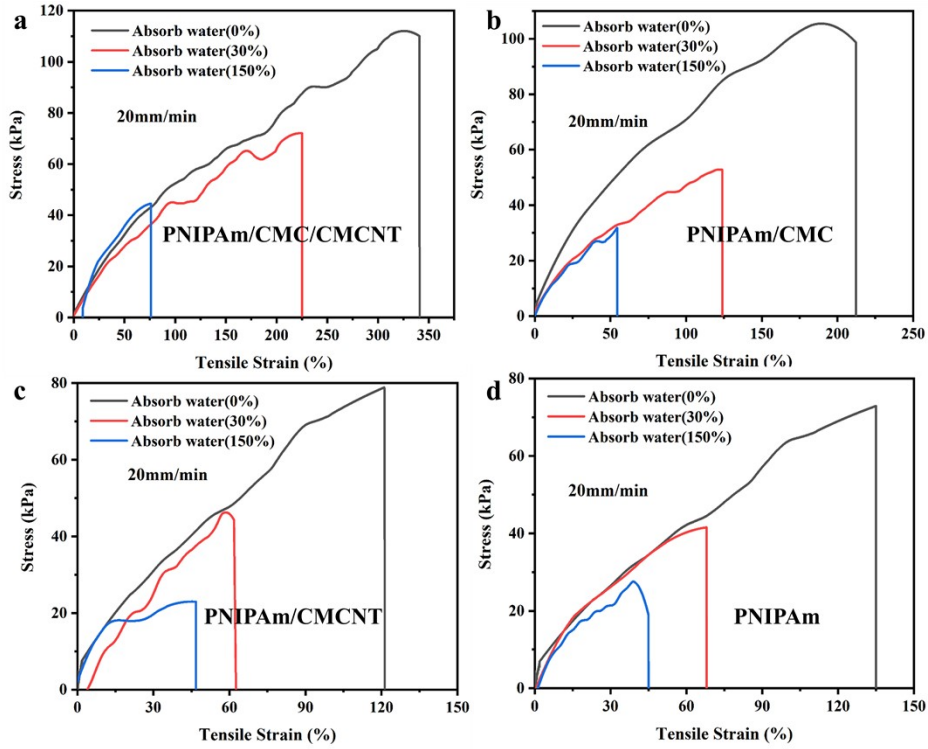 a
Absorb water(0%)
Absorb water(30%)
Absorb water(150%)
20mm/min
PNIPAm/CMC/CMCNT
Stress (kPa)
120
100
80
60
40
20
0
0 50 100 150 200 250 300 350
Tensile Strain (%)
b
Absorb water(0%)
Absorb water(30%)
Absorb water(150%)
20mm/min
PNIPAm/CMC
Stress (kPa)
100
80
60
40
20
0
0 50 100 150 200 250
Tensile Strain (%)
c
Absorb water(0%)
Absorb water(30%)
Absorb water(150%)
20mm/min
PNIPAm/CMCNT
Stress (kPa)
80
60
40
20
0
0 30 60 90 120 150
Tensile Strain (%)
d
Absorb water(0%)
Absorb water(30%)
Absorb water(150%)
20mm/min
PNIPAm
Stress (kPa)
80
60
40
20
0
0 30 60 90 120 150
Tensile Strain (%)